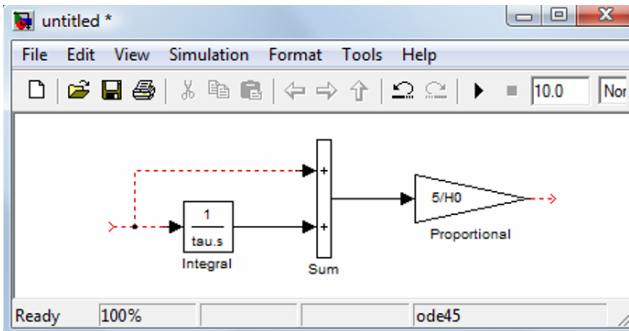 untitled *
File Edit View Simulation Format Tools Help
10.0 Nor
+
5/H0
1
tau.s
+
Proportional
Integral
Sum
Ready 100% ode45